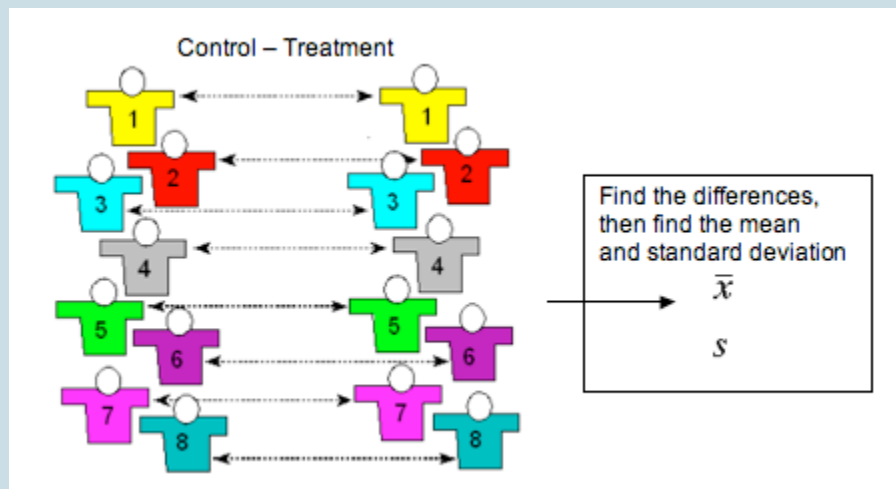 Control – Treatment
1 1
2 2
3 3
4 4
5 5
6 6
7 7
8 8
Find the differences,
then find the mean
and standard deviation
x̅
s